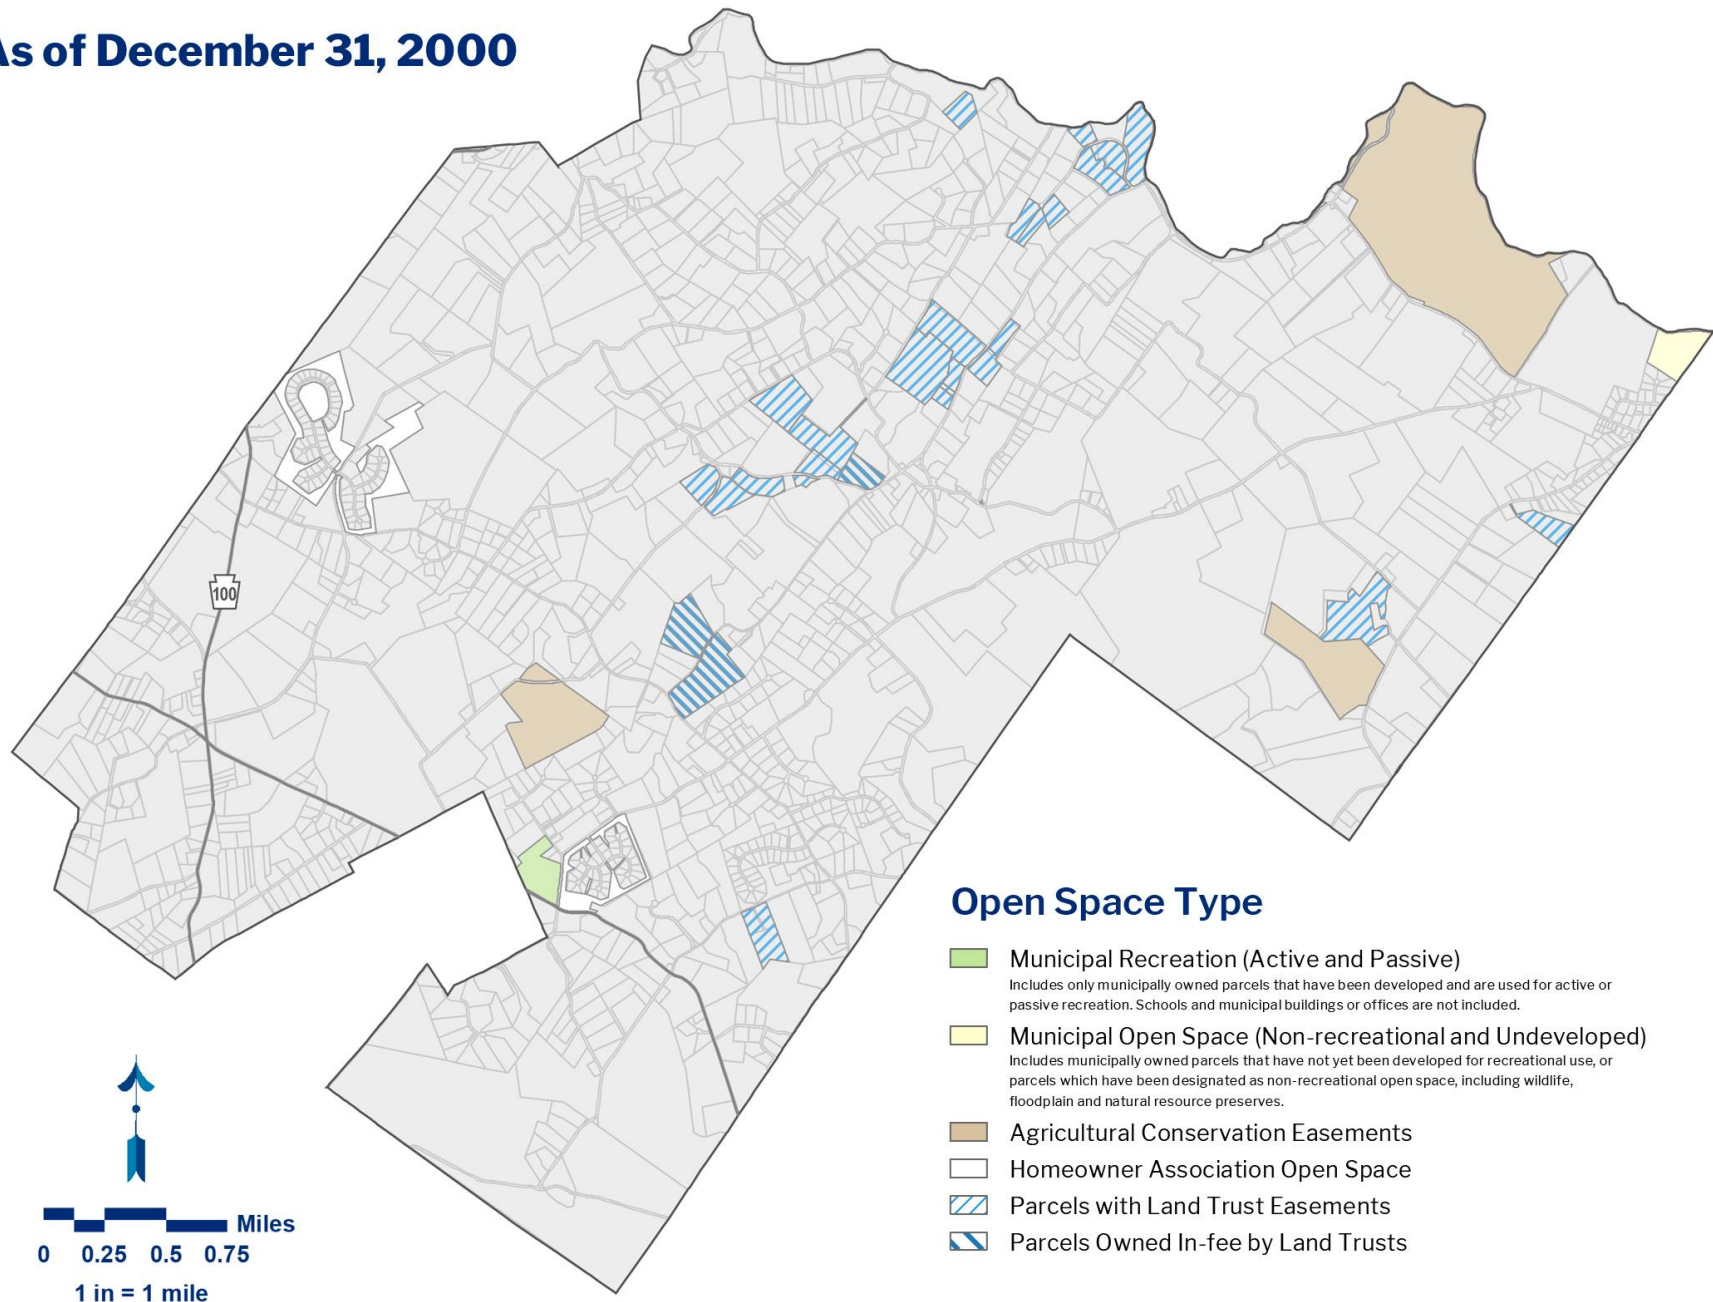 As of December 31, 2000
100
Open Space Type
Municipal Recreation (Active and Passive)
Includes only municipally owned parcels that have been developed and are used for active or
passive recreation. Schools and municipal buildings or offices are not included.
Municipal Open Space (Non-recreational and Undeveloped)
Includes municipally owned parcels that have not yet been developed for recreational use, or
parcels which have been designated as non-recreational open space, including wildlife,
floodplain and natural resource preserves.
Agricultural Conservation Easements
Homeowner Association Open Space
Parcels with Land Trust Easements
Parcels Owned In-fee by Land Trusts
Miles
0 0.25 0.5 0.75
1 in = 1 mile